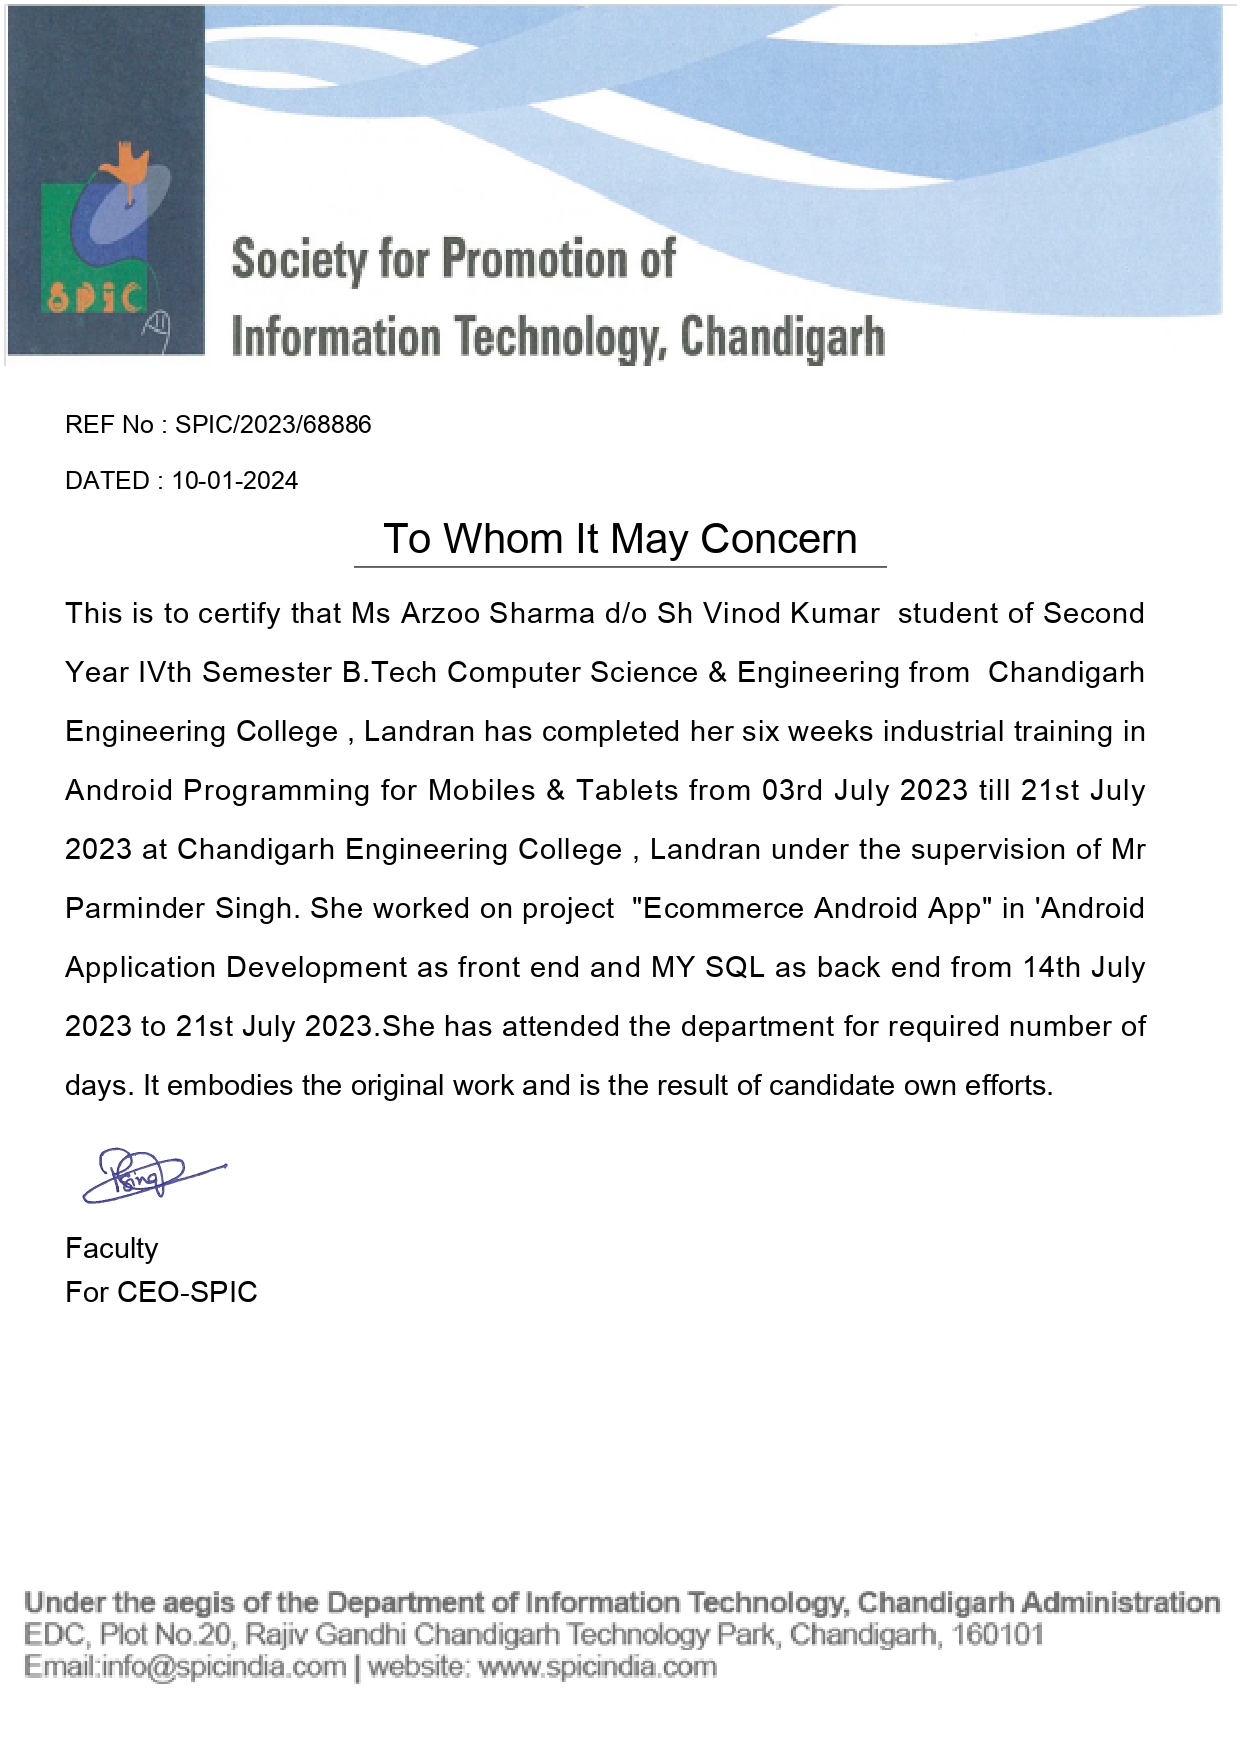 SPIC
Society for Promotion of
Information Technology, Chandigarh
REF No : SPIC/2023/68886
DATED : 10-01-2024
To Whom It May Concern
This is to certify that Ms Arzoo Sharma d/o Sh Vinod Kumar  student of Second
Year IVth Semester B.Tech Computer Science & Engineering from  Chandigarh
Engineering College , Landran has completed her six weeks industrial training in
Android Programming for Mobiles & Tablets from 03rd July 2023 till 21st July
2023 at Chandigarh Engineering College , Landran under the supervision of Mr
Parminder Singh. She worked on project  "Ecommerce Android App" in 'Android
Application Development as front end and MY SQL as back end from 14th July
2023 to 21st July 2023.She has attended the department for required number of
days. It embodies the original work and is the result of candidate own efforts.
Faculty
For CEO-SPIC
Under the aegis of the Department of Information Technology, Chandigarh Administration
EDC, Plot No.20, Rajiv Gandhi Chandigarh Technology Park, Chandigarh, 160101
Email:info@spicindia.com | website: www.spicindia.com